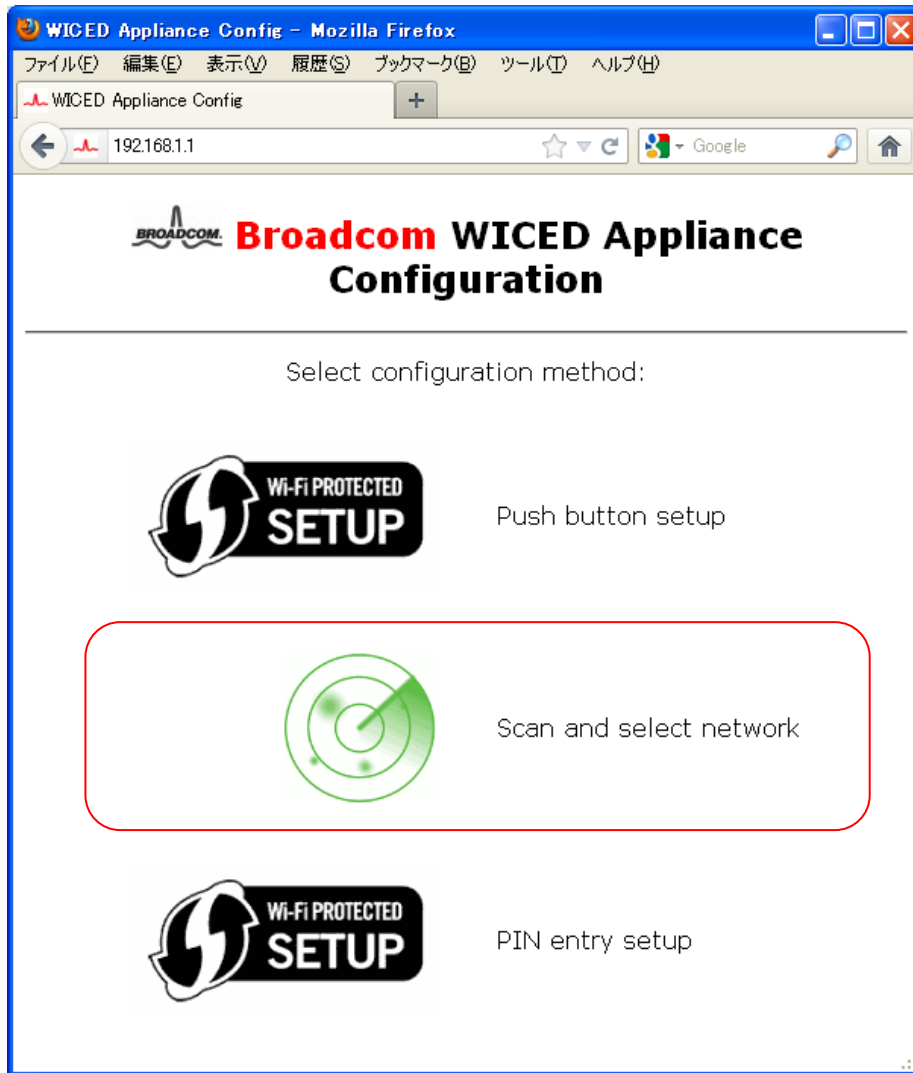 WICED Appliance Config - Mozilla Firefox
ファイル(F) 編集(E) 表示(V) 履歴(S) ブックマーク(B) ツール(T) ヘルプ(H)
WICED Appliance Config
192.168.1.1 Google
BROADCOM. Broadcom WICED Appliance
Configuration
Select configuration method:
Wi-Fi PROTECTED
SETUP
Push button setup
Scan and select network
Wi-Fi PROTECTED
SETUP
PIN entry setup